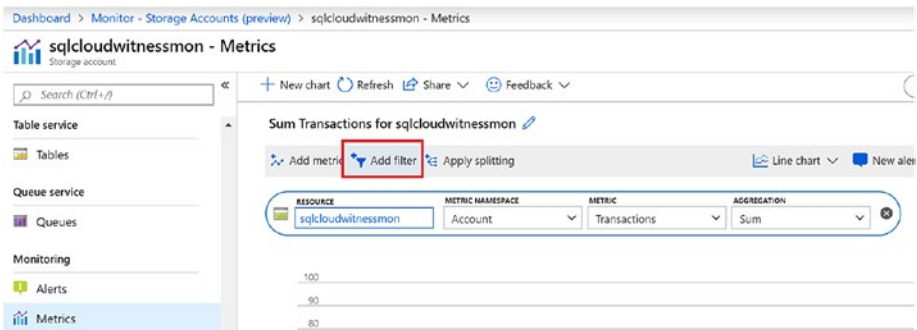 Dashboard > Monitor - Storage Accounts (preview) > sqlcloudwitnessmon - Metrics
sqlcloudwitnessmon - Metrics
Storage account
Search (Ctrl+/)
«
Table service
Tables
Queue service
Queues
Monitoring
Alerts
Metrics
New chart Refresh Share Feedback
Sum Transactions for sqlcloudwitnessmon
Add metric Add filter Apply splitting Line chart New aler
RESOURCE METRIC NAMESPACE METRIC AGGREGATION
sqlcloudwitnessmon Account Transactions Sum
100
90
80